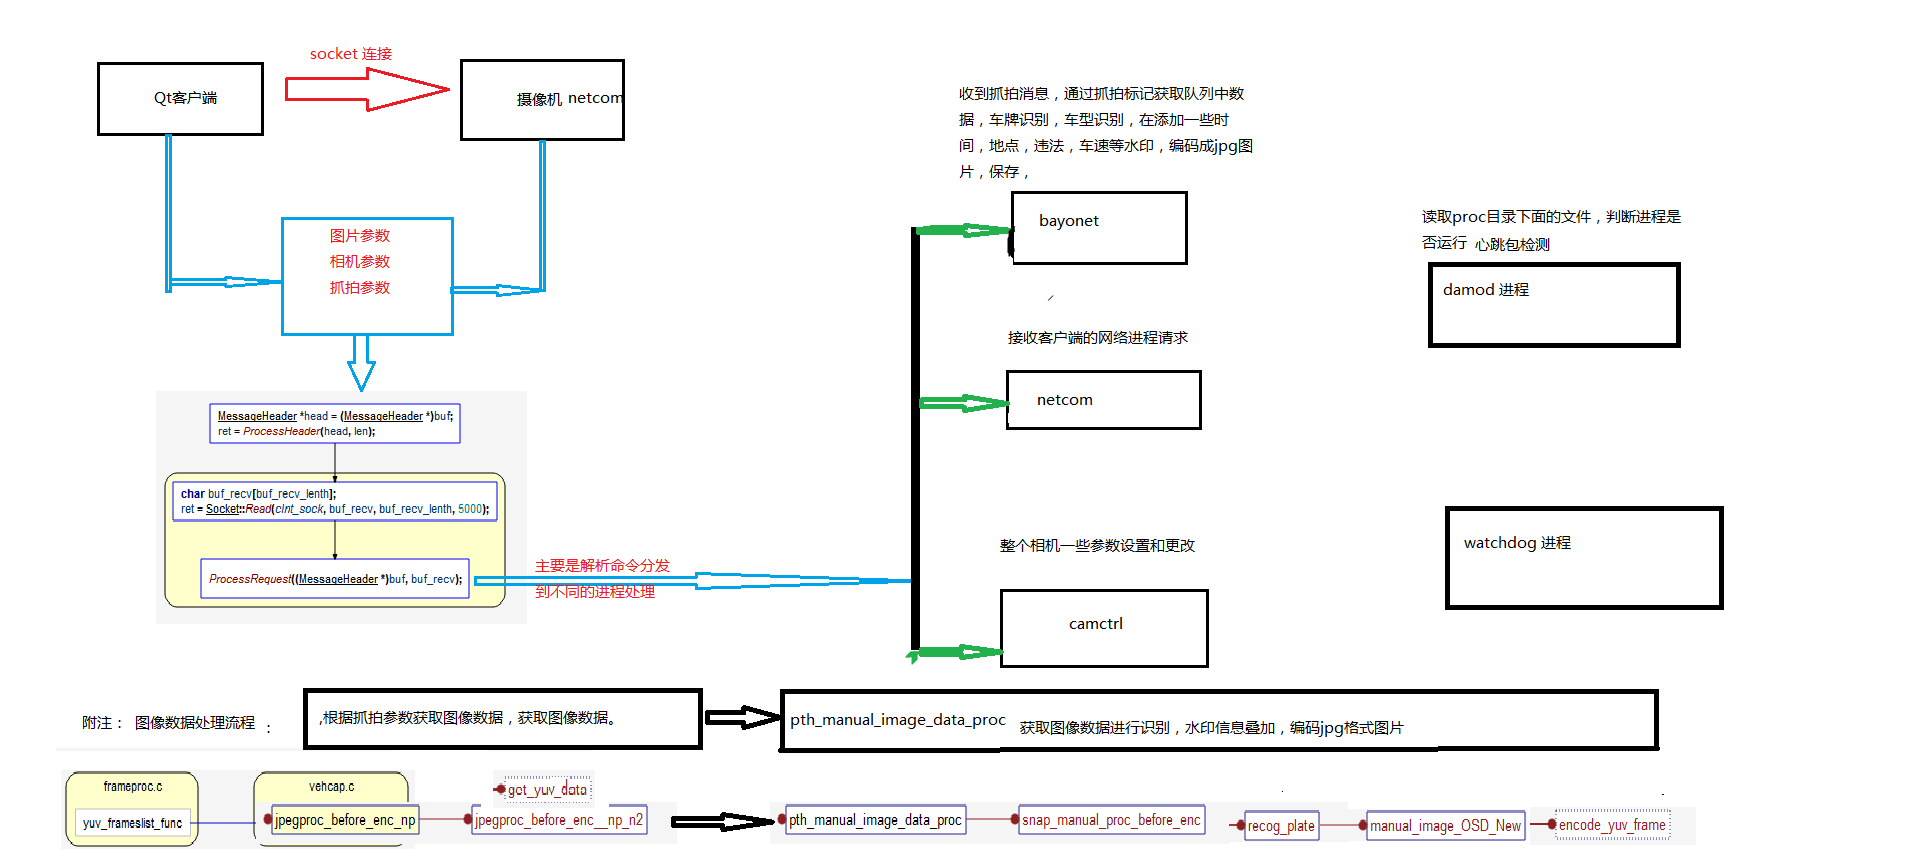 socket 连接
Qt客户端
摄像机 netcom
图片参数
相机参数
抓拍参数
MessageHeader *head = (MessageHeader *)buf;
ret = ProcessHeader(head, len);
char buf_recv[buf_recv_lenth];
ret = Socket::Read(clnt_sock, buf_recv, buf_recv_lenth, 5000);
ProcessRequest((MessageHeader *)buf, buf_recv);
主要是解析命令分发
到不同的进程处理
收到抓拍消息，通过抓拍标记获取队列中数
据，车牌识别，车型识别，在添加一些时
间，地点，违法，车速等水印，编码成jpg图
片，保存，
bayonet
接收客户端的网络进程请求
netcom
整个相机一些参数设置和更改
camctrl
读取proc目录下面的文件，判断进程是
否运行 心跳包检测
damod 进程
watchdog 进程
附注： 图像数据处理流程 ：
,根据抓拍参数获取图像数据，获取图像数据。
pth_manual_image_data_proc 获取图像数据进行识别，水印信息叠加，编码jpg格式图片
frameproc.c
yuv_frameslist_func
vehcap.c
jpegproc_before_enc_np
get_yuv_data
jpegproc_before_enc__np_n2
pth_manual_image_data_proc
snap_manual_proc_before_enc
recog_plate
manual_image_OSD_New
encode_yuv_frame